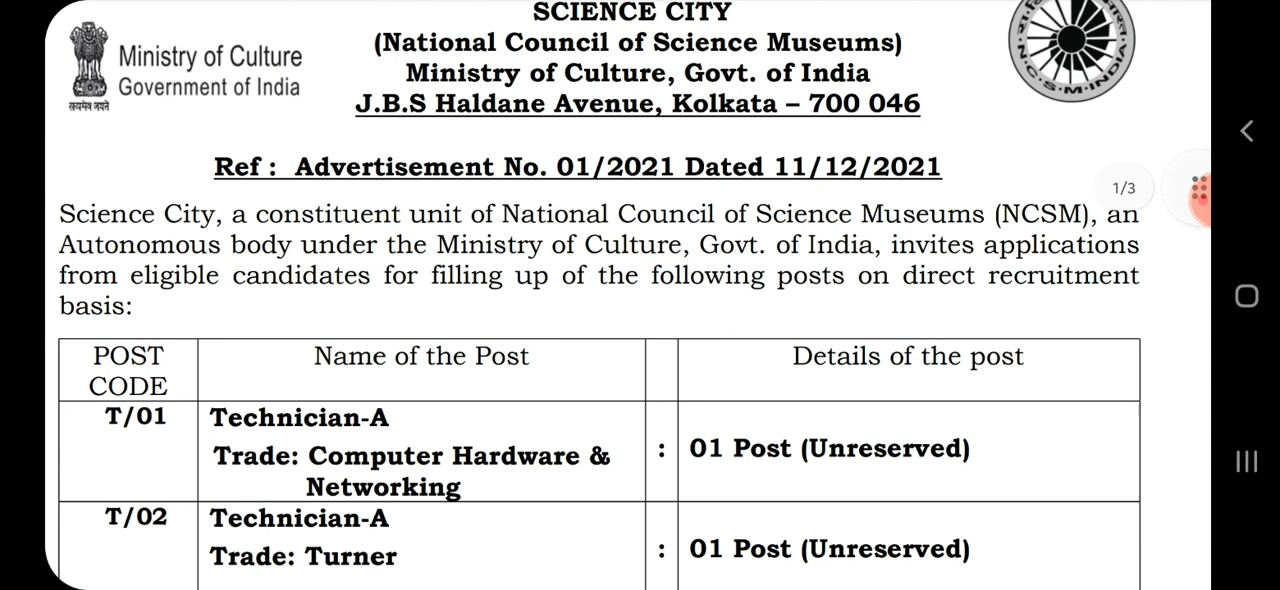 SCIENCE CITY
(National Council of Science Museums)
Ministry of Culture, Govt. of India
J.B.S Haldane Avenue, Kolkata – 700 046
Ministry of Culture
Government of India
सत्यमेव जयते
N.C.S.M.INDIA
Ref : Advertisement No. 01/2021 Dated 11/12/2021
1/3
Science City, a constituent unit of National Council of Science Museums (NCSM), an
Autonomous body under the Ministry of Culture, Govt. of India, invites applications
from eligible candidates for filling up of the following posts on direct recruitment
basis:
POST CODE
Name of the Post
Details of the post
T/01
Technician-A
Trade: Computer Hardware &
Networking
:
01 Post (Unreserved)
T/02
Technician-A
Trade: Turner
:
01 Post (Unreserved)